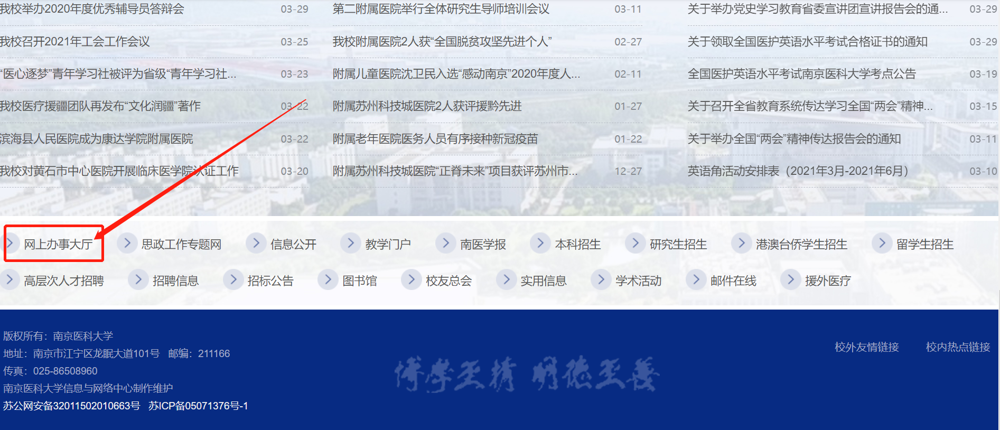 我校举办2020年度优秀辅导员答辩会 03-29
我校召开2021年工会工作会议 03-25
“医心逐梦”青年学习社被评为省级“青年学习社... 03-23
我校医疗援疆团队再发布“文化润疆”著作 03-22
滨海县人民医院成为康达学院附属医院 03-22
我校对黄石市中心医院开展临床医学院认证工作 03-20
第二附属医院举行全体研究生导师培训会议 03-11
我校附属医院2人获“全国脱贫攻坚先进个人” 02-27
附属儿童医院沈卫民入选“感动南京”2020年度人... 02-11
附属苏州科技城医院2人获评援黔先进 01-27
附属老年医院医务人员有序接种新冠疫苗 01-22
附属苏州科技城医院“正脊未来”项目获评苏州市... 12-27
关于举办党史学习教育省委宣讲团宣讲报告会的通... 03-29
关于领取全国医护英语水平考试合格证书的通知 03-29
全国医护英语水平考试南京医科大学考点公告 03-19
关于召开全省教育系统传达学习全国“两会”精神... 03-15
关于举办全国“两会”精神传达报告会的通知 03-11
英语角活动安排表（2021年3月-2021年6月） 03-10
网上办事大厅 思政工作专题网 信息公开 教学门户 南医学报 本科招生 研究生招生 港澳台侨学生招生 留学生招生
高层次人才招聘 招聘信息 招标公告 图书馆 校友总会 实用信息 学术活动 邮件在线 援外医疗
版权所有：南京医科大学
地址：南京市江宁区龙眠大道101号 邮编：211166
传真：025-86508960
南京医科大学信息与网络中心制作维护
苏公网安备32011502010663号 苏ICP备05071376号-1
博学至精 明德至善
校外友情链接 校内热点链接